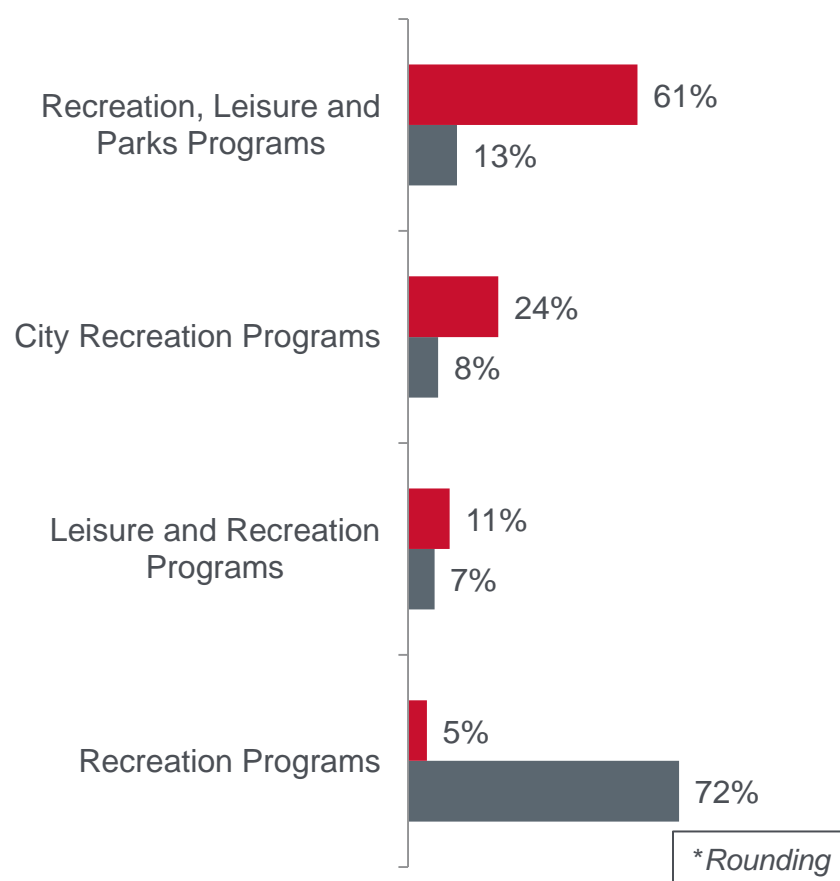 Recreation, Leisure and
Parks Programs
61%
13%
City Recreation Programs
24%
8%
Leisure and Recreation
Programs
11%
7%
Recreation Programs
5%
72%
*Rounding